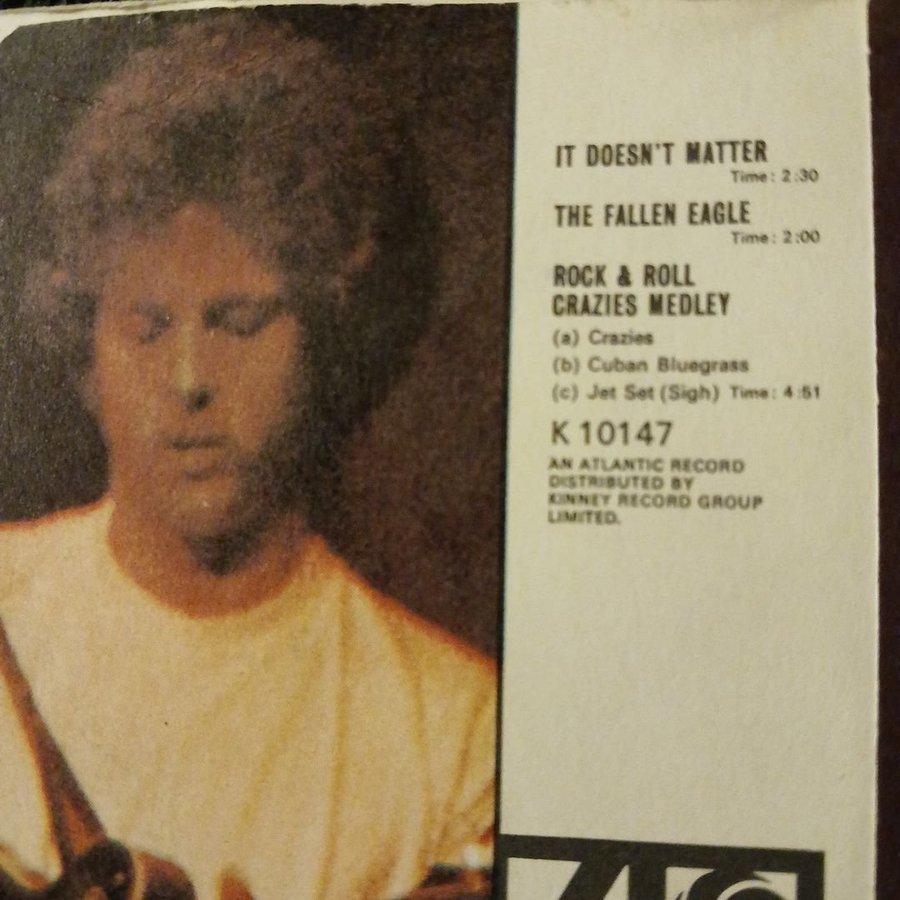 IT DOESN'T MATTER
Time: 2:30
THE FALLEN EAGLE
Time: 2:00
ROCK & ROLL
CRAZIES MEDLEY
(a) Crazies
(b) Cuban Bluegrass
(c) Jet Set (Sigh) Time: 4:51
K 10147
AN ATLANTIC RECORD
DISTRIBUTED BY
KINNEY RECORD GROUP
LIMITED.